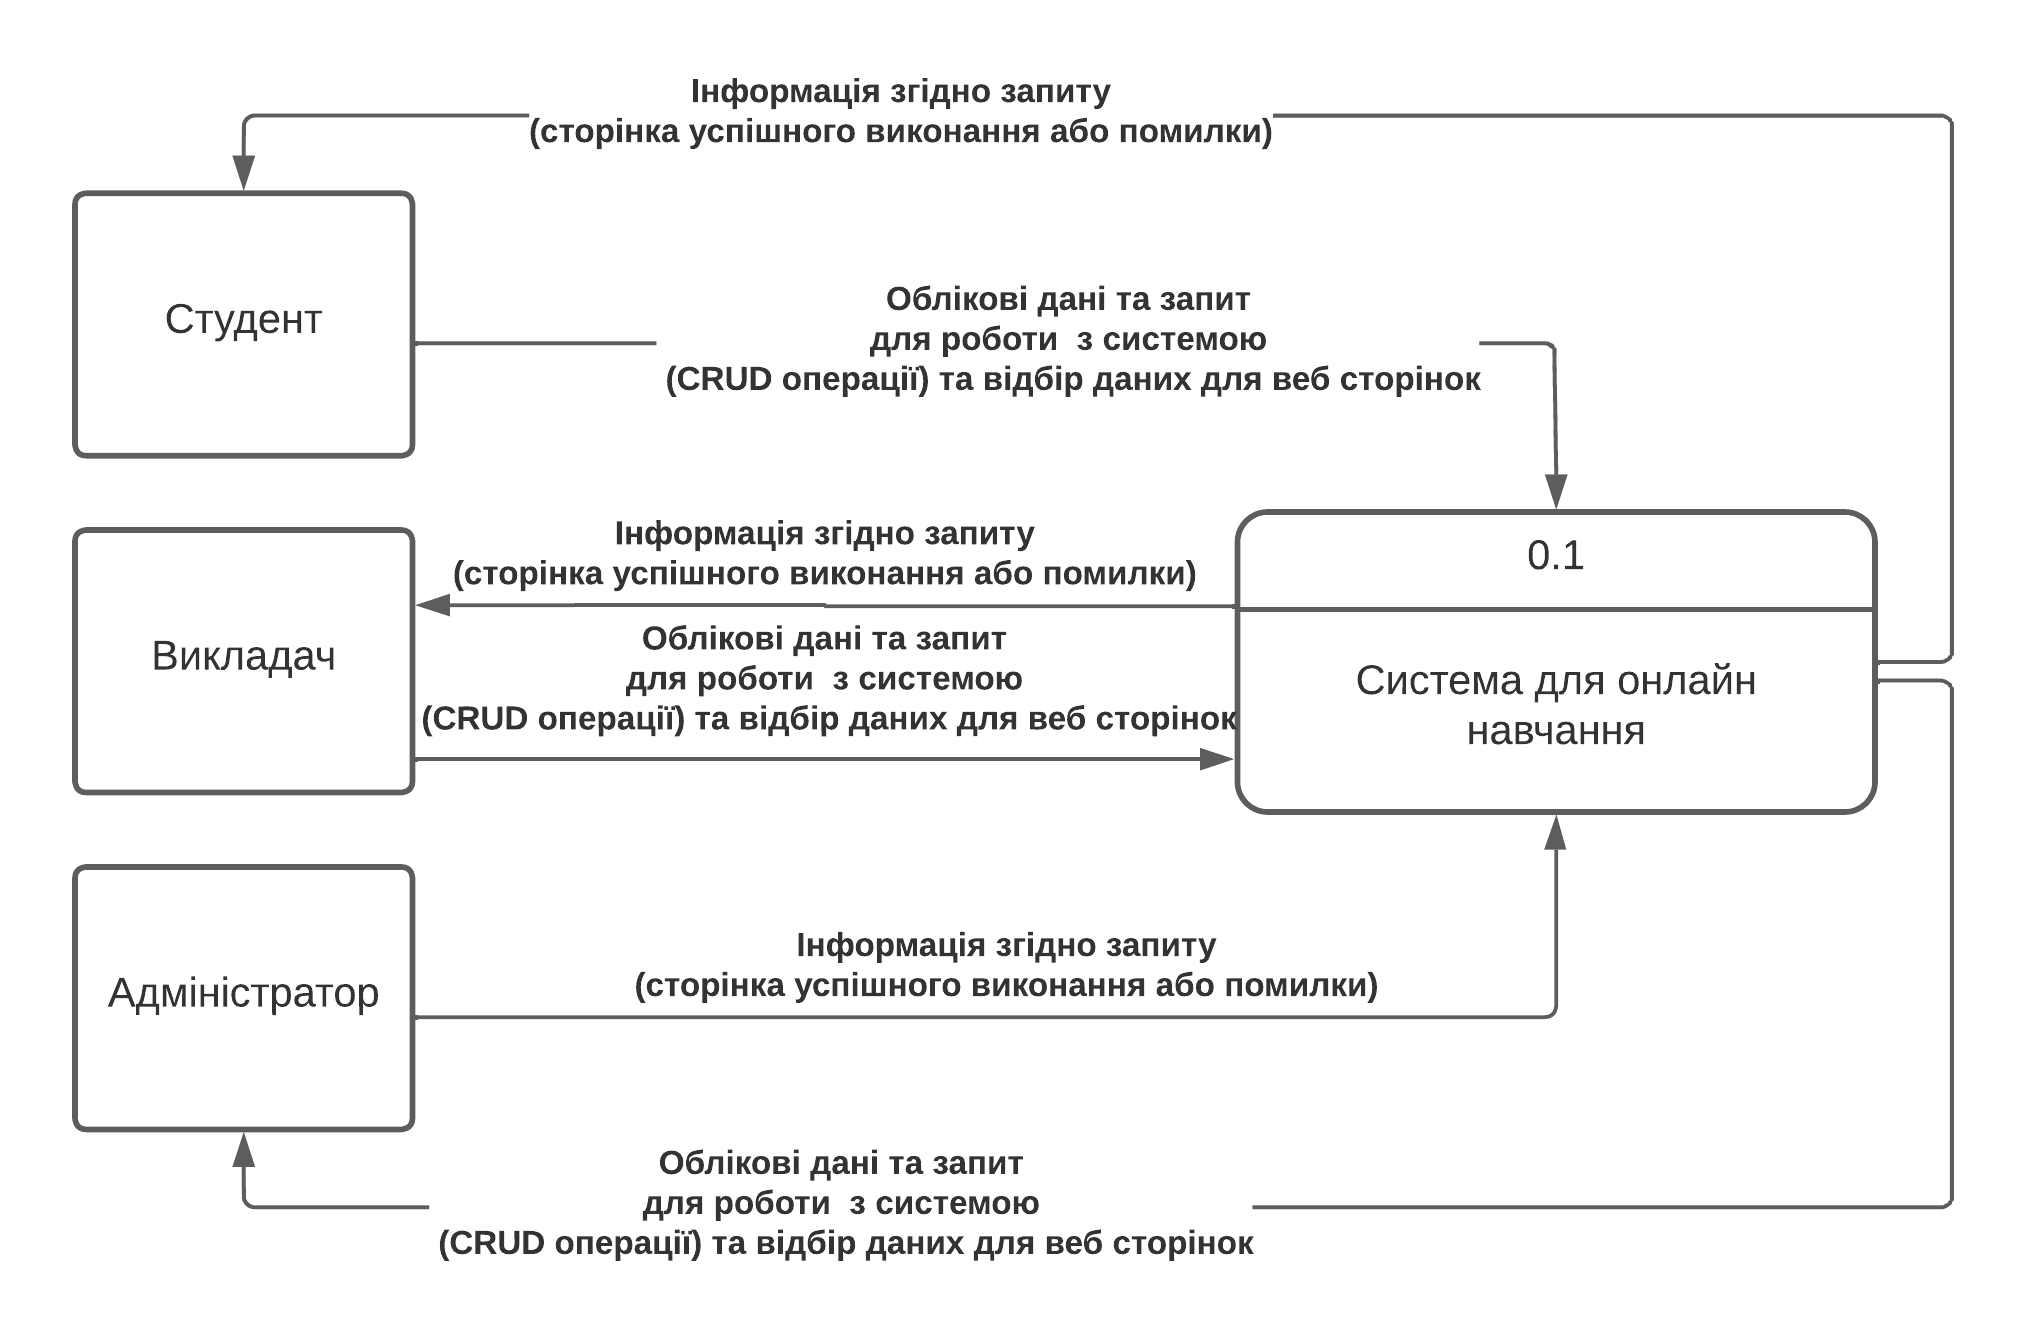 Інформація згідно запиту
(сторінка успішного виконання або помилки)
Студент
Облікові дані та запит
для роботи  з системою
(CRUD операції) та відбір даних для веб сторінок
Інформація згідно запиту
(сторінка успішного виконання або помилки)
0.1
Викладач
Облікові дані та запит
для роботи  з системою
(CRUD операції) та відбір даних для веб сторінок
Система для онлайн
навчання
Адміністратор
Інформація згідно запиту
(сторінка успішного виконання або помилки)
Облікові дані та запит
для роботи  з системою
(CRUD операції) та відбір даних для веб сторінок